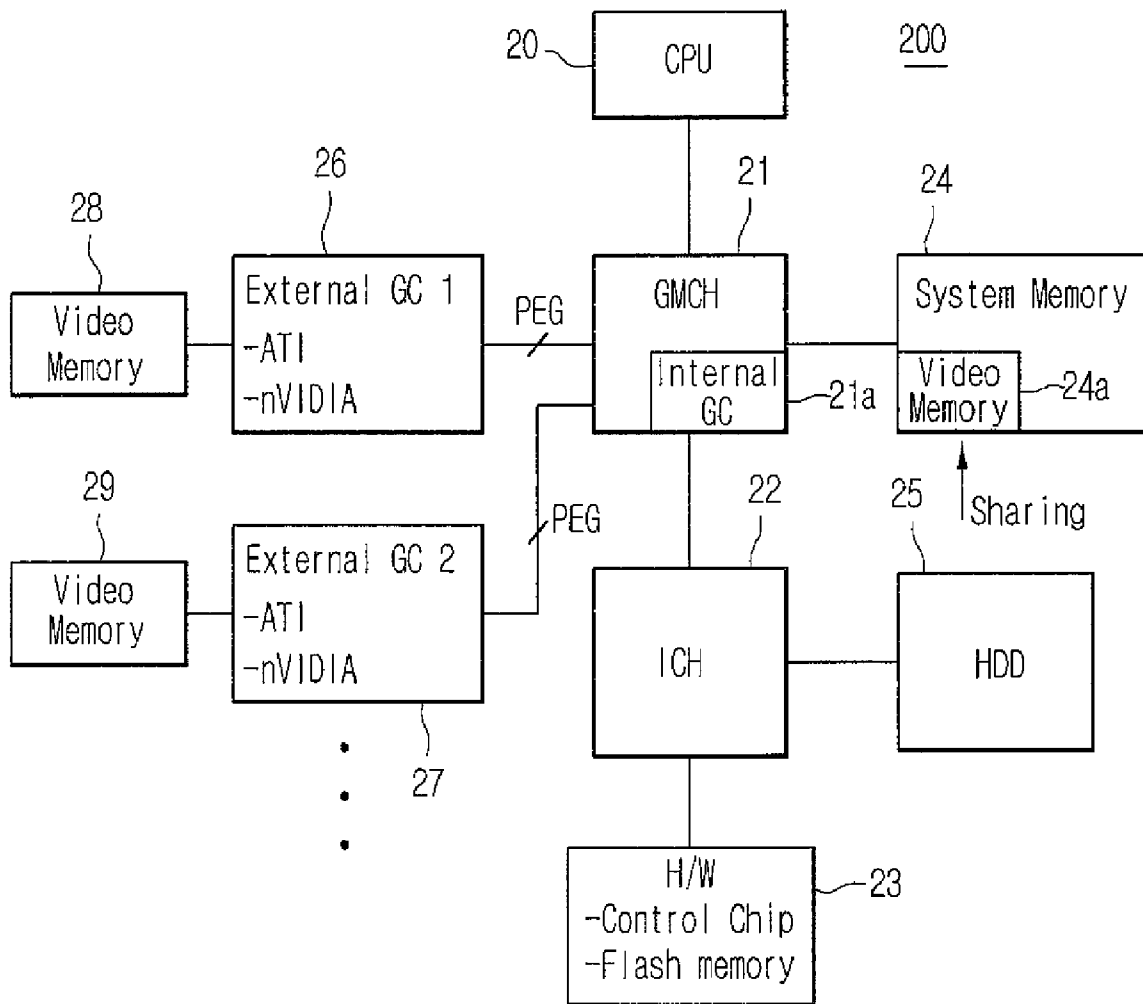 200
20
CPU
28
26
21
24
Video
Memory
External GC 1
-ATI
-nVIDIA
PEG
GMCH
Internal
GC
21a
System Memory
Video
Memory
24a
Sharing
29
Video
Memory
External GC 2
-ATI
-nVIDIA
27
PEG
22
ICH
25
HDD
H/W
-Control Chip
-Flash memory
23